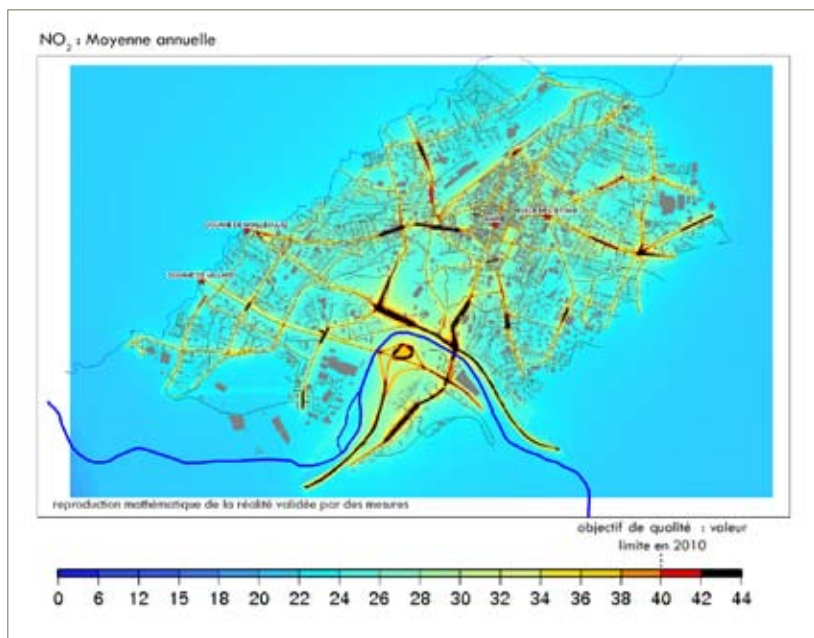 NO₂ : Moyenne annuelle
reproduction mathématique de la réalité validée par des mesures
objectif de qualité : valeur
limite en 2010
0 6 12 15 18 20 22 24 26 28 30 32 34 36 38 40 42 44